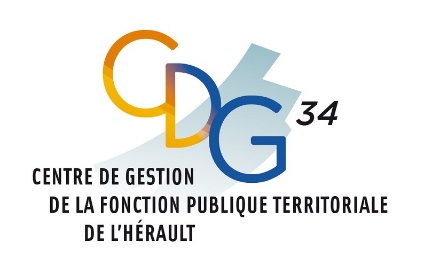 CDG 34
CENTRE DE GESTION
DE LA FONCTION PUBLIQUE TERRITORIALE
DE L'HÉRAULT